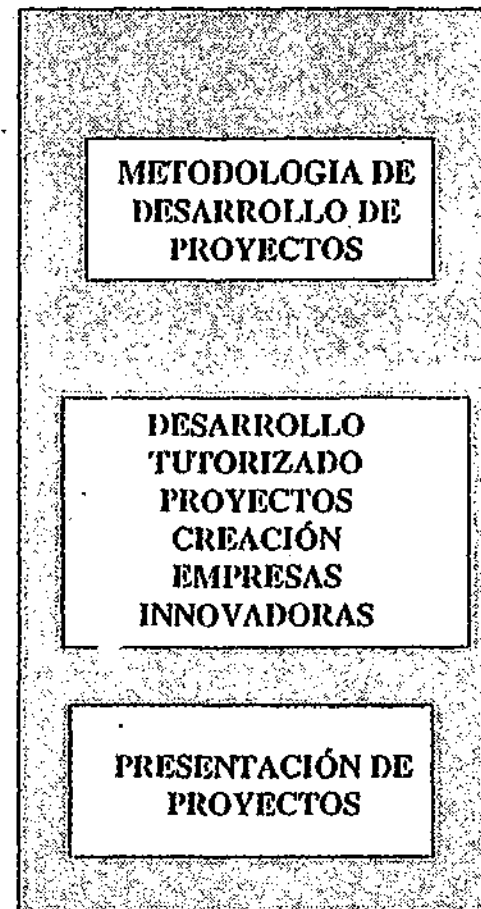 METODOLOGIA DE
DESARROLLO DE
PROYECTOS
DESARROLLO
TUTORIZADO
PROYECTOS
CREACIÓN
EMPRESAS
INNOVADORAS
PRESENTACIÓN DE
PROYECTOS